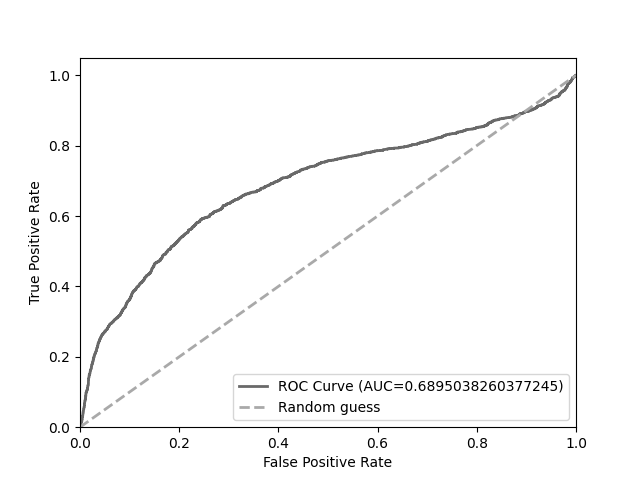 True Positive Rate
1.0
0.8
0.6
0.4
0.2
0.0
ROC Curve (AUC=0.6895038260377245)
Random guess
0.0 0.2 0.4 0.6 0.8 1.0
False Positive Rate